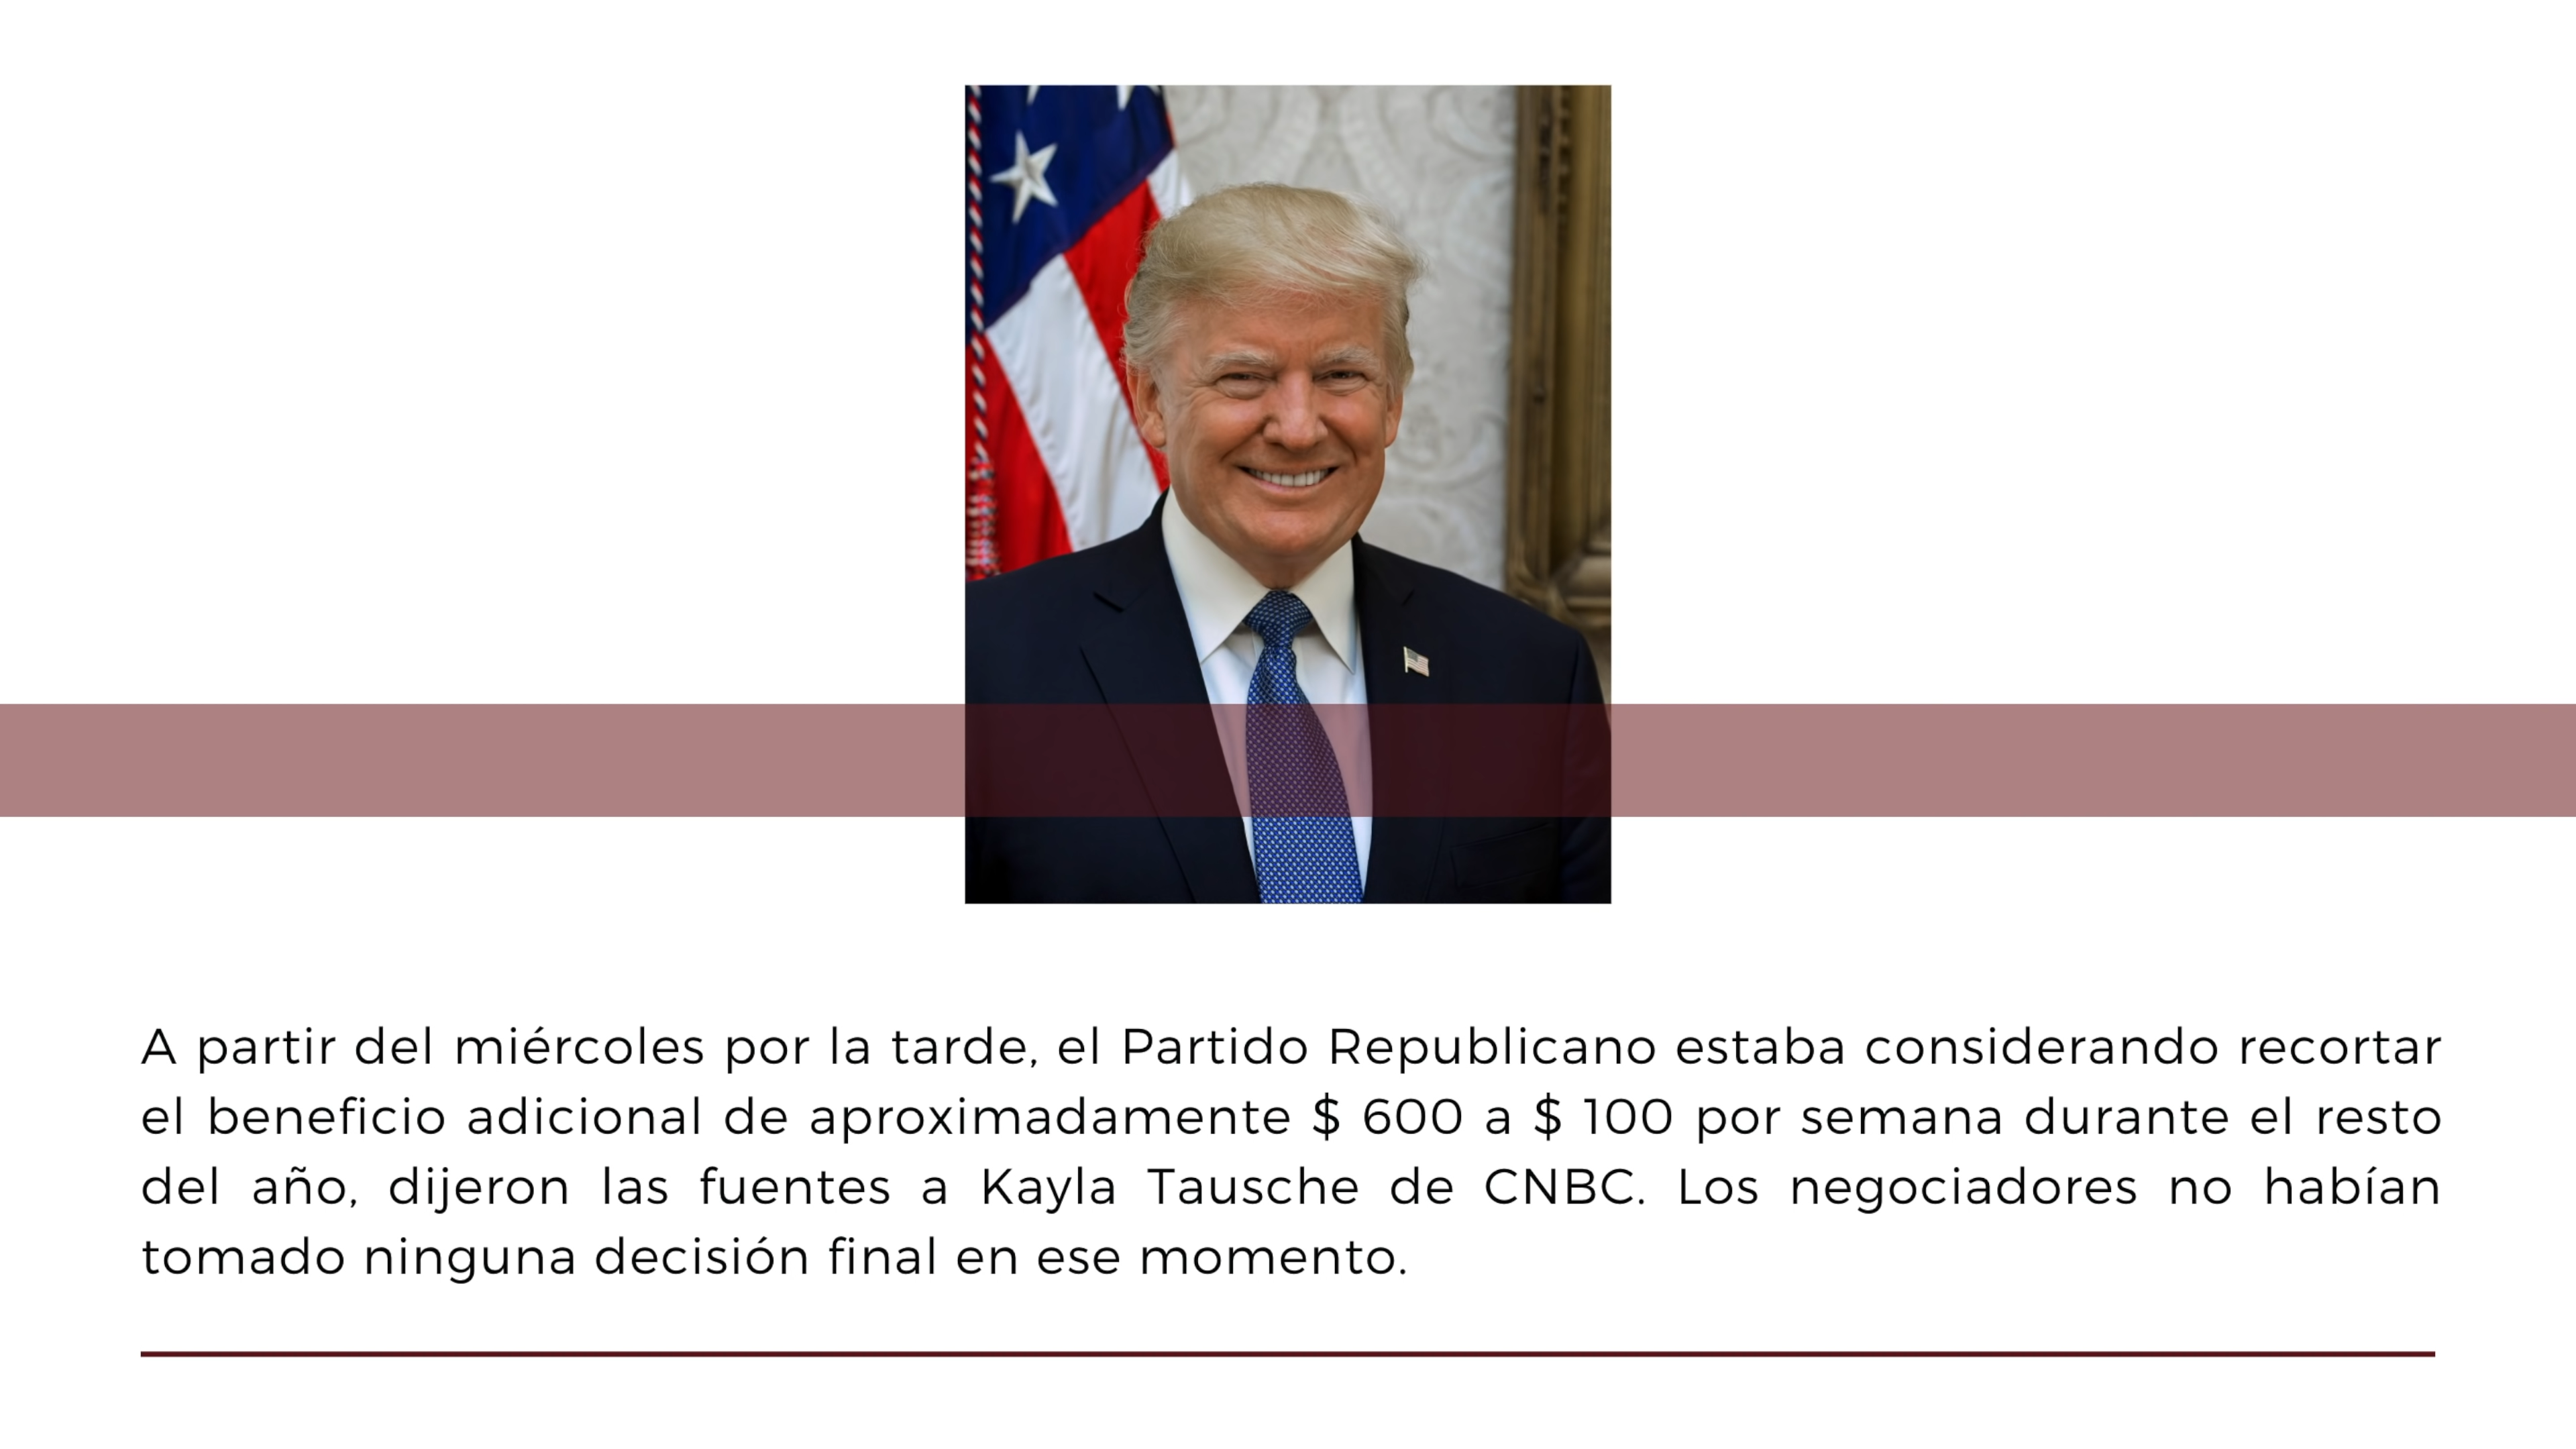 A partir del miércoles por la tarde, el Partido Republicano estaba considerando recortar
el beneficio adicional de aproximadamente $ 600 a $ 100 por semana durante el resto
del año, dijeron las fuentes a Kayla Tausche de CNBC. Los negociadores no habían
tomado ninguna decisión final en ese momento.